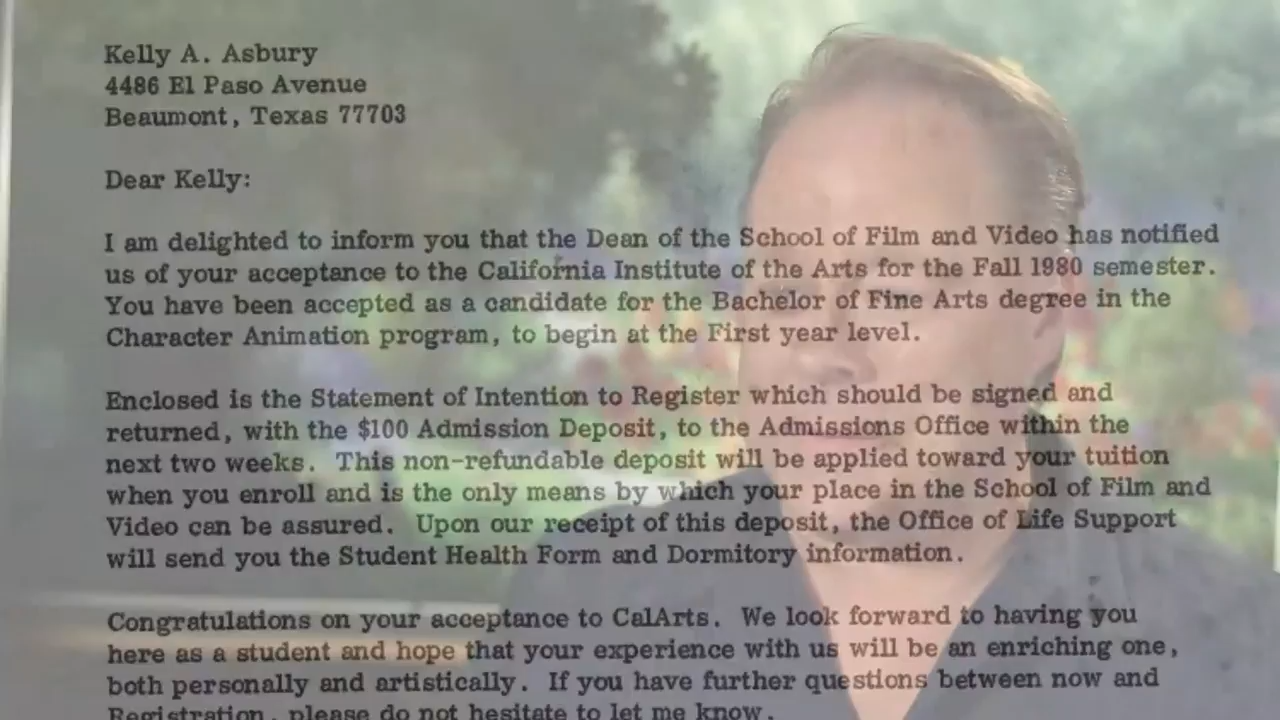 Kelly A. Asbury
4486 El Paso Avenue
Beaumont, Texas 77703
Dear Kelly:
I am delighted to inform you that the Dean of the School of Film and Video has notified
us of your acceptance to the California Institute of the Arts for the Fall 1980 semester.
You have been accepted as a candidate for the Bachelor of Fine Arts degree in the
Character Animation program, to begin at the First year level.
Enclosed is the Statement of Intention to Register which should be signed and
returned, with the $100 Admission Deposit, to the Admissions Office within the
next two weeks. This non-refundable deposit will be applied toward your tuition
when you enroll and is the only means by which your place in the School of Film and
Video can be assured. Upon our receipt of this deposit, the Office of Life Support
will send you the Student Health Form and Dormitory information.
Congratulations on your acceptance to CalArts. We look forward to having you
here as a student and hope that your experience with us will be an enriching one,
both personally and artistically. If you have further questions between now and
Registration, please do not hesitate to let me know.